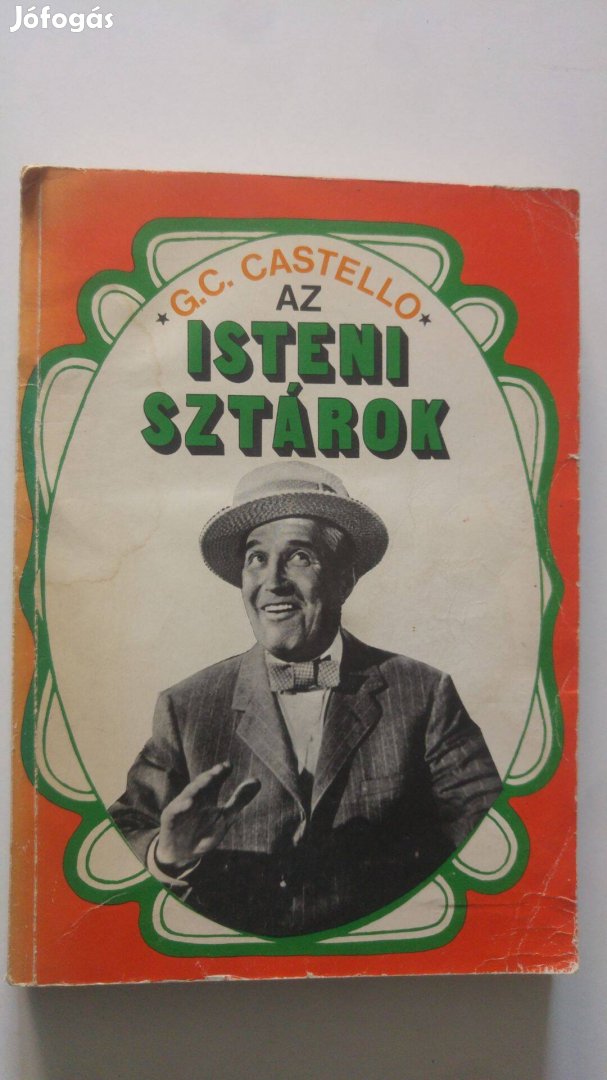 Jófogás
G.C. CASTELLO
AZ
ISTENI
SZTÁROK